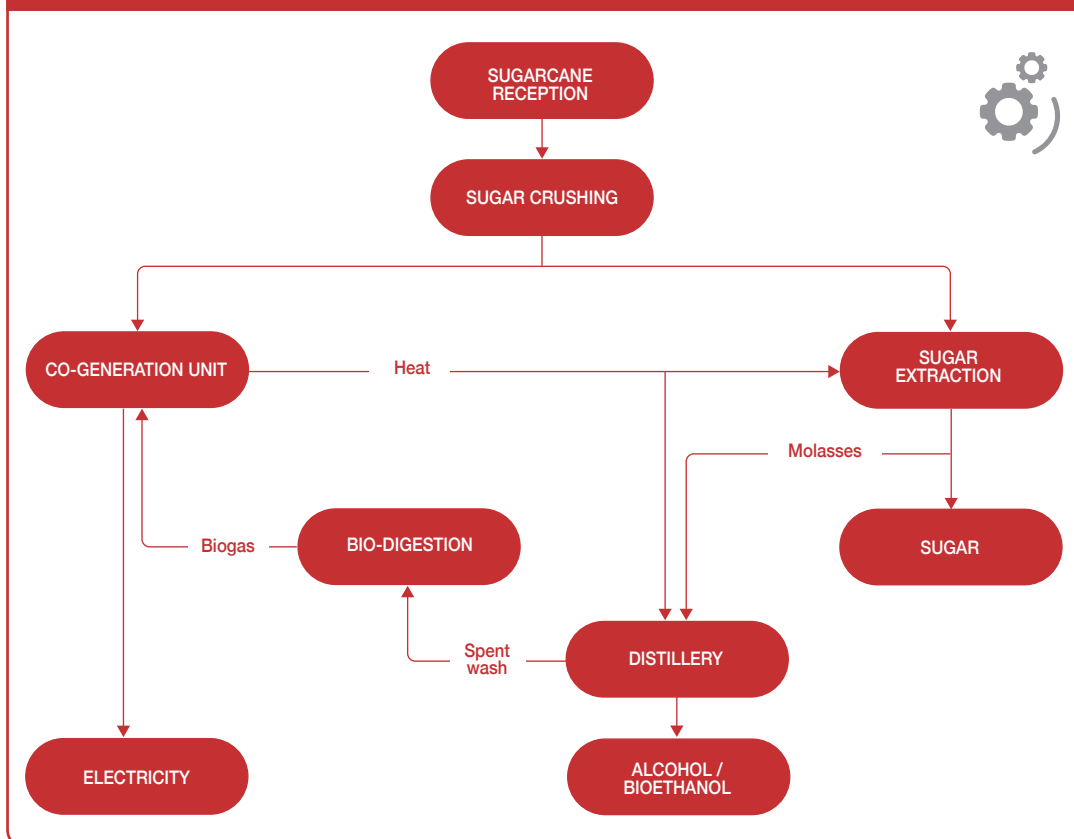 SUGARCANE
RECEPTION
SUGAR CRUSHING
CO-GENERATION UNIT
Heat
SUGAR
EXTRACTION
Molasses
Biogas
BIO-DIGESTION
SUGAR
Spent
wash
DISTILLERY
ELECTRICITY
ALCOHOL /
BIOETHANOL